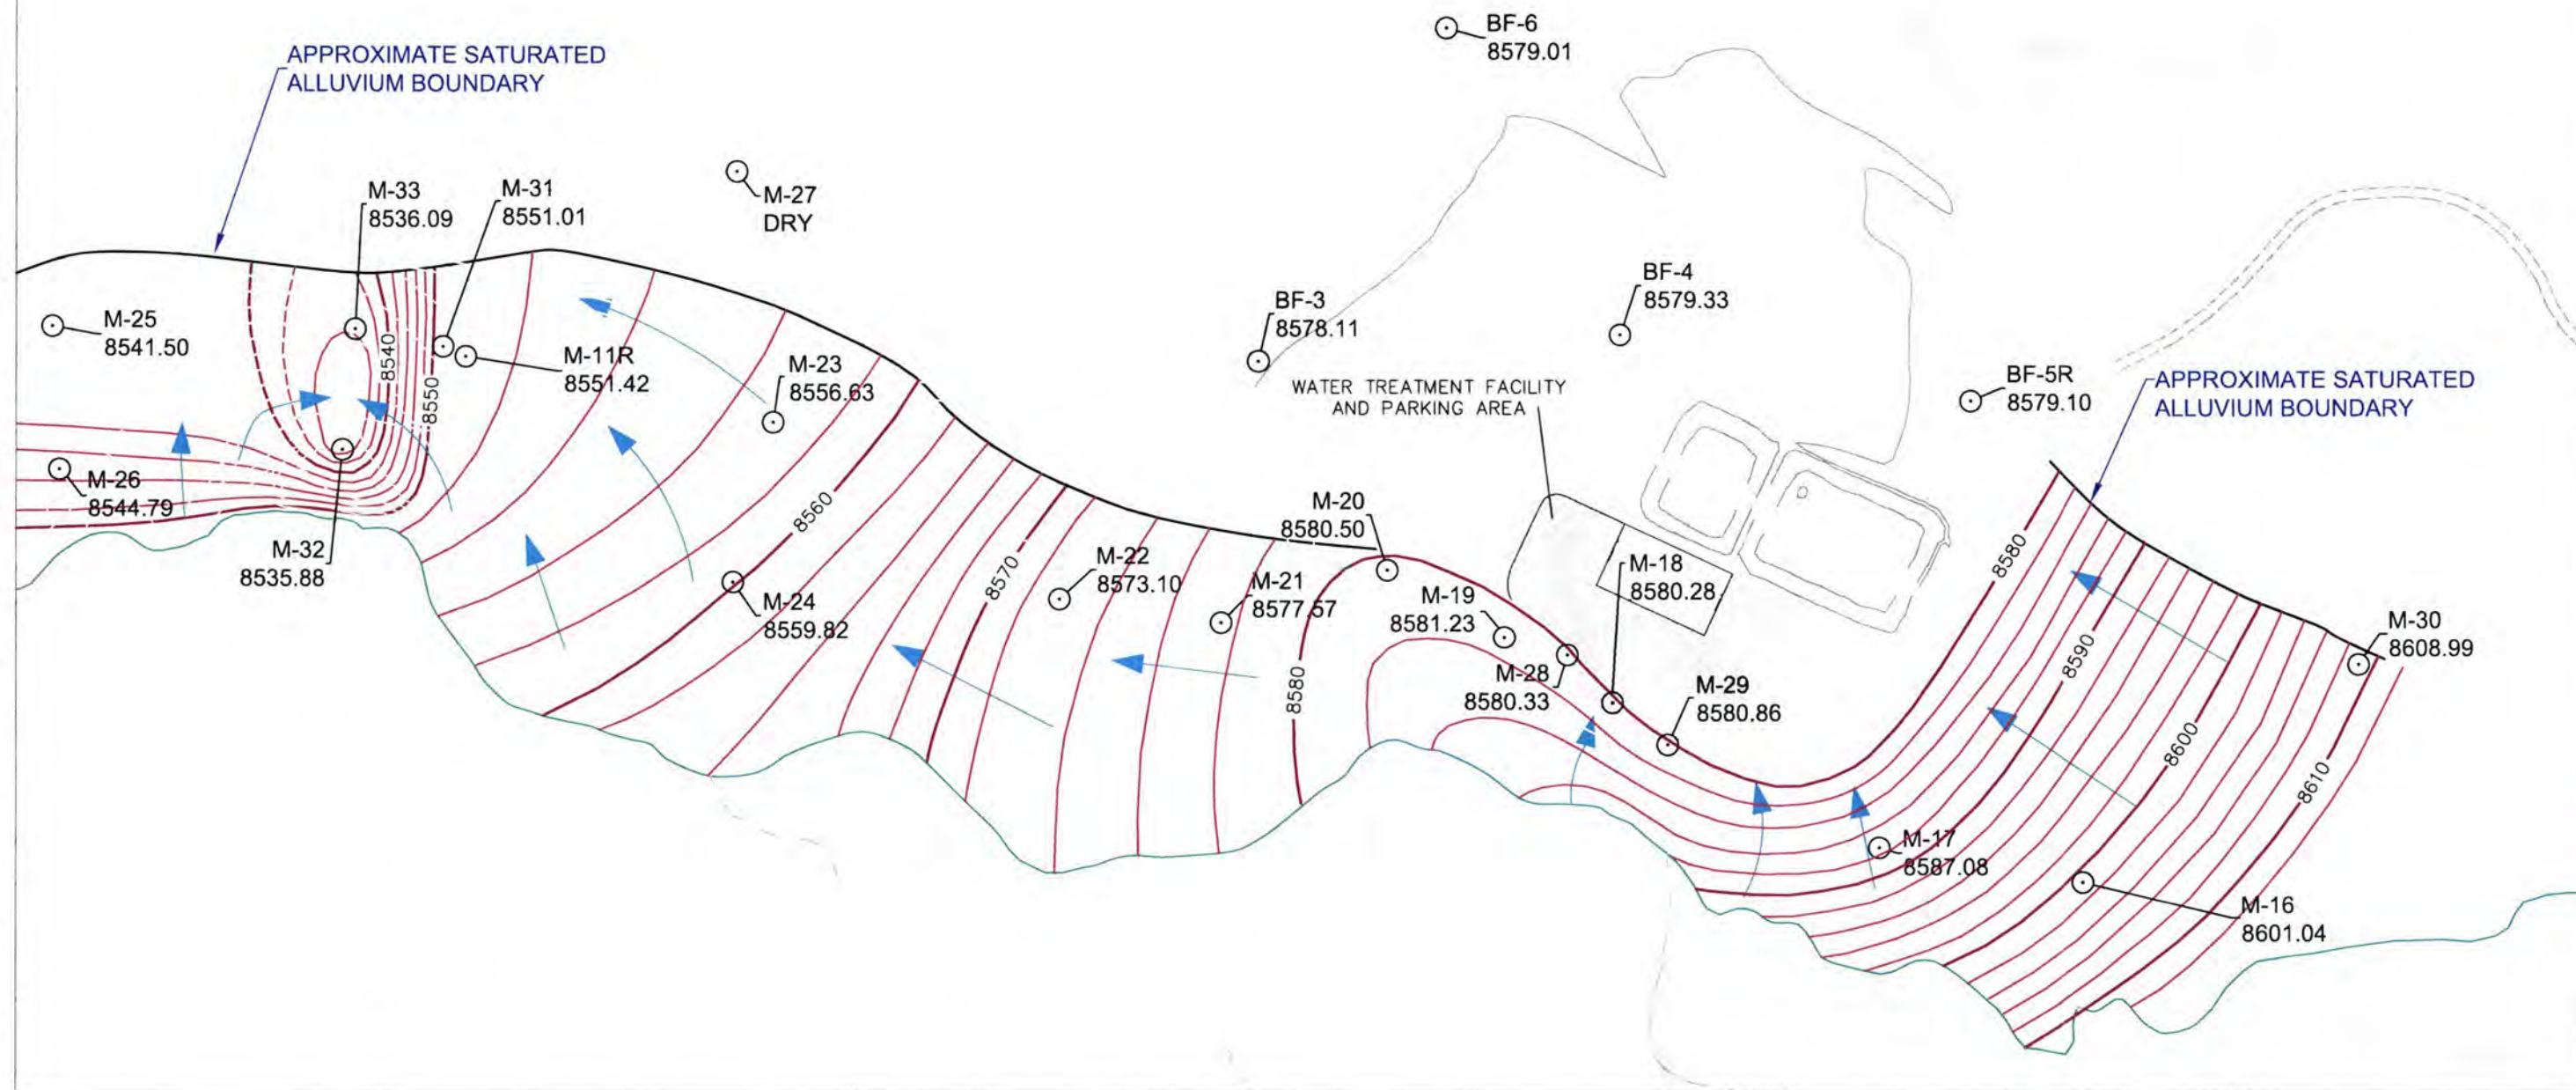 BF-6
8579.01
APPROXIMATE SATURATED
ALLUVIUM BOUNDARY
M-33
8536.09
M-31
8551.01
M-27
DRY
M-25
8541.50
8540
8550
M-11R
8551.42
M-23
8556.63
BF-3
8578.11
BF-4
8579.33
WATER TREATMENT FACILITY
AND PARKING AREA
BF-5R
8579.10
APPROXIMATE SATURATED
ALLUVIUM BOUNDARY
M-26
8544.79
M-32
8535.88
8560
M-24
8559.82
8570
M-22
8573.10
M-20
8580.50
M-21
8577.57
8580
M-19
8581.23
M-18
8580.28
M-28
8580.33
M-29
8580.86
8580
8590
M-30
8608.99
8600
8610
M-17
8587.08
M-16
8601.04